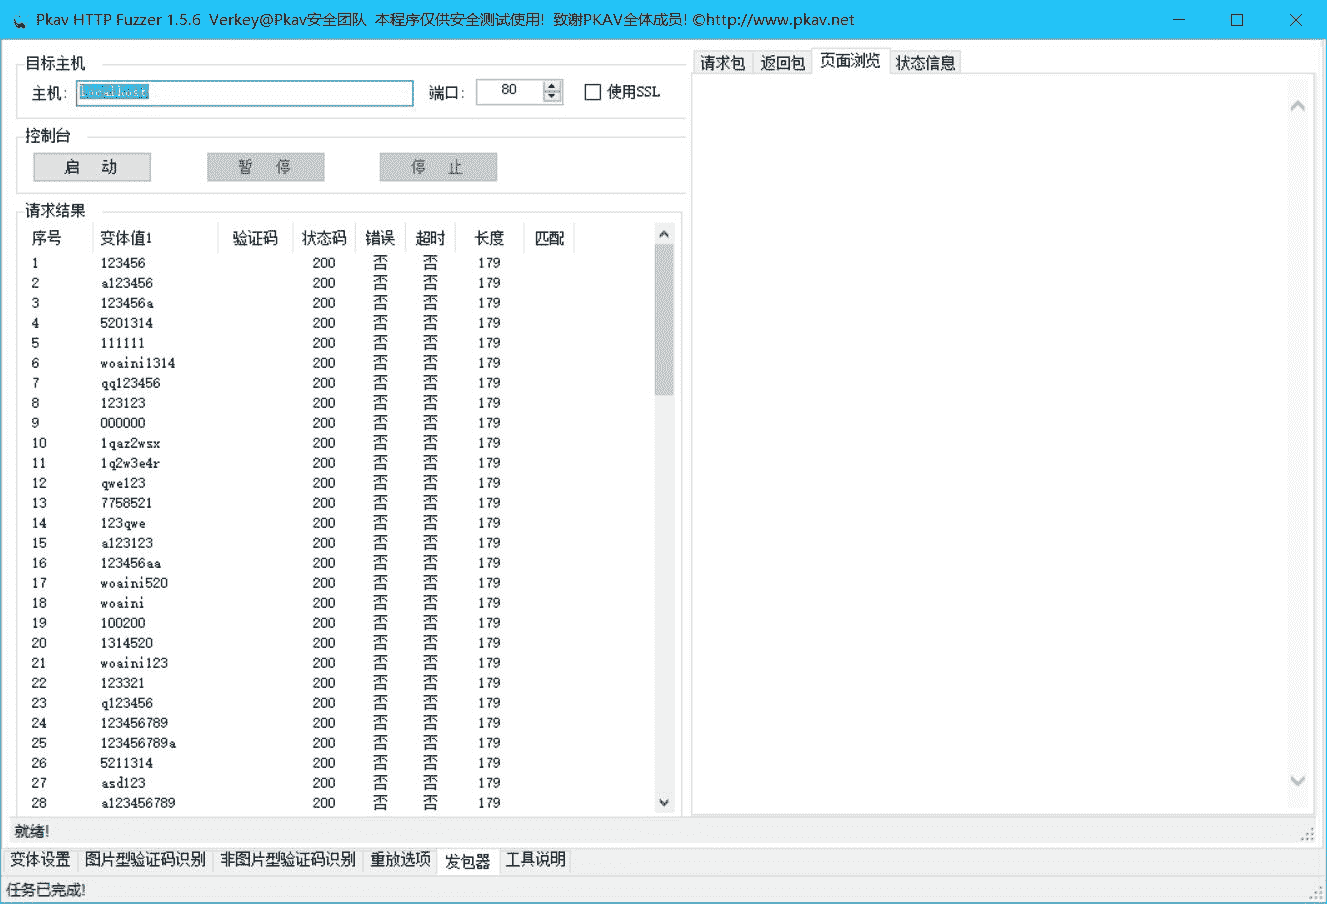 Pkav HTTP Fuzzer 1.5.6 Verkey@Pkav安全团队 本程序仅供安全测试使用! 致谢PKAV全体成员! ©http://www.pkav.net
目标主机
主机: localhost 端口: 80 使用SSL
控制台
启 动 暂 停 停 止
请求结果
序号 变体值1 验证码 状态码 错误 超时 长度 匹配
1 123456 200 否 否 179
2 a123456 200 否 否 179
3 123456a 200 否 否 179
4 5201314 200 否 否 179
5 111111 200 否 否 179
6 woaini1314 200 否 否 179
7 qq123456 200 否 否 179
8 123123 200 否 否 179
9 000000 200 否 否 179
10 1qaz2wsx 200 否 否 179
11 1q2w3e4r 200 否 否 179
12 qwe123 200 否 否 179
13 7758521 200 否 否 179
14 123qwe 200 否 否 179
15 a123123 200 否 否 179
16 123456aa 200 否 否 179
17 woaini520 200 否 否 179
18 woaini 200 否 否 179
19 100200 200 否 否 179
20 1314520 200 否 否 179
21 woaini123 200 否 否 179
22 123321 200 否 否 179
23 q123456 200 否 否 179
24 123456789 200 否 否 179
25 123456789a 200 否 否 179
26 5211314 200 否 否 179
27 asd123 200 否 否 179
28 a123456789 200 否 否 179
请求包 返回包 页面浏览 状态信息
就绪!
变体设置 图片型验证码识别 非图片型验证码识别 重放选项 发包器 工具说明
任务已完成!